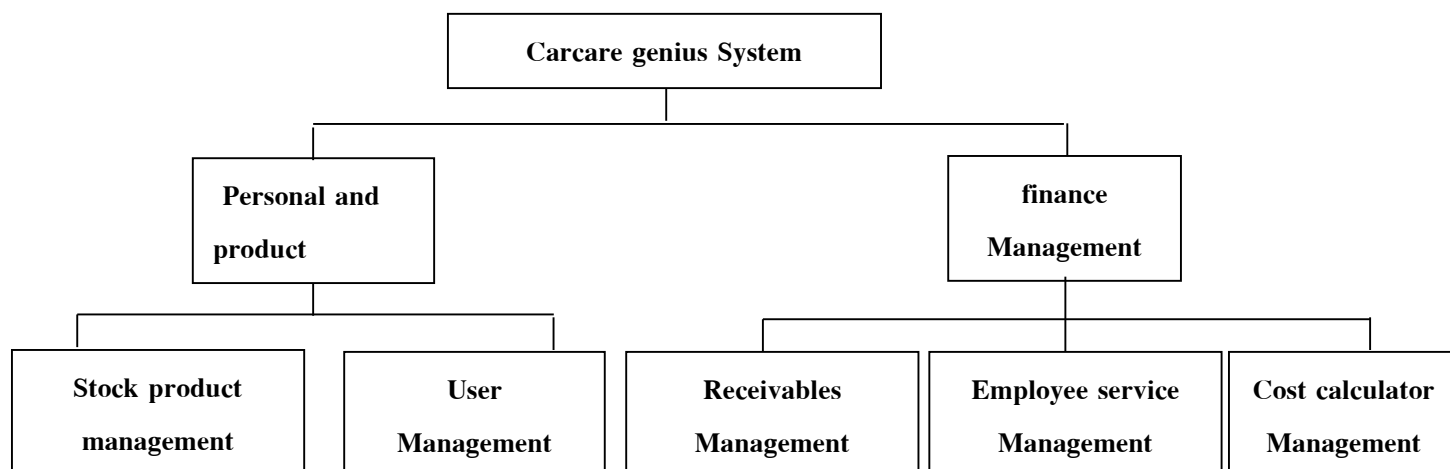 Carcare genius System
Personal and
product
finance
Management
Stock product
management
User
Management
Receivables
Management
Employee service
Management
Cost calculator
Management